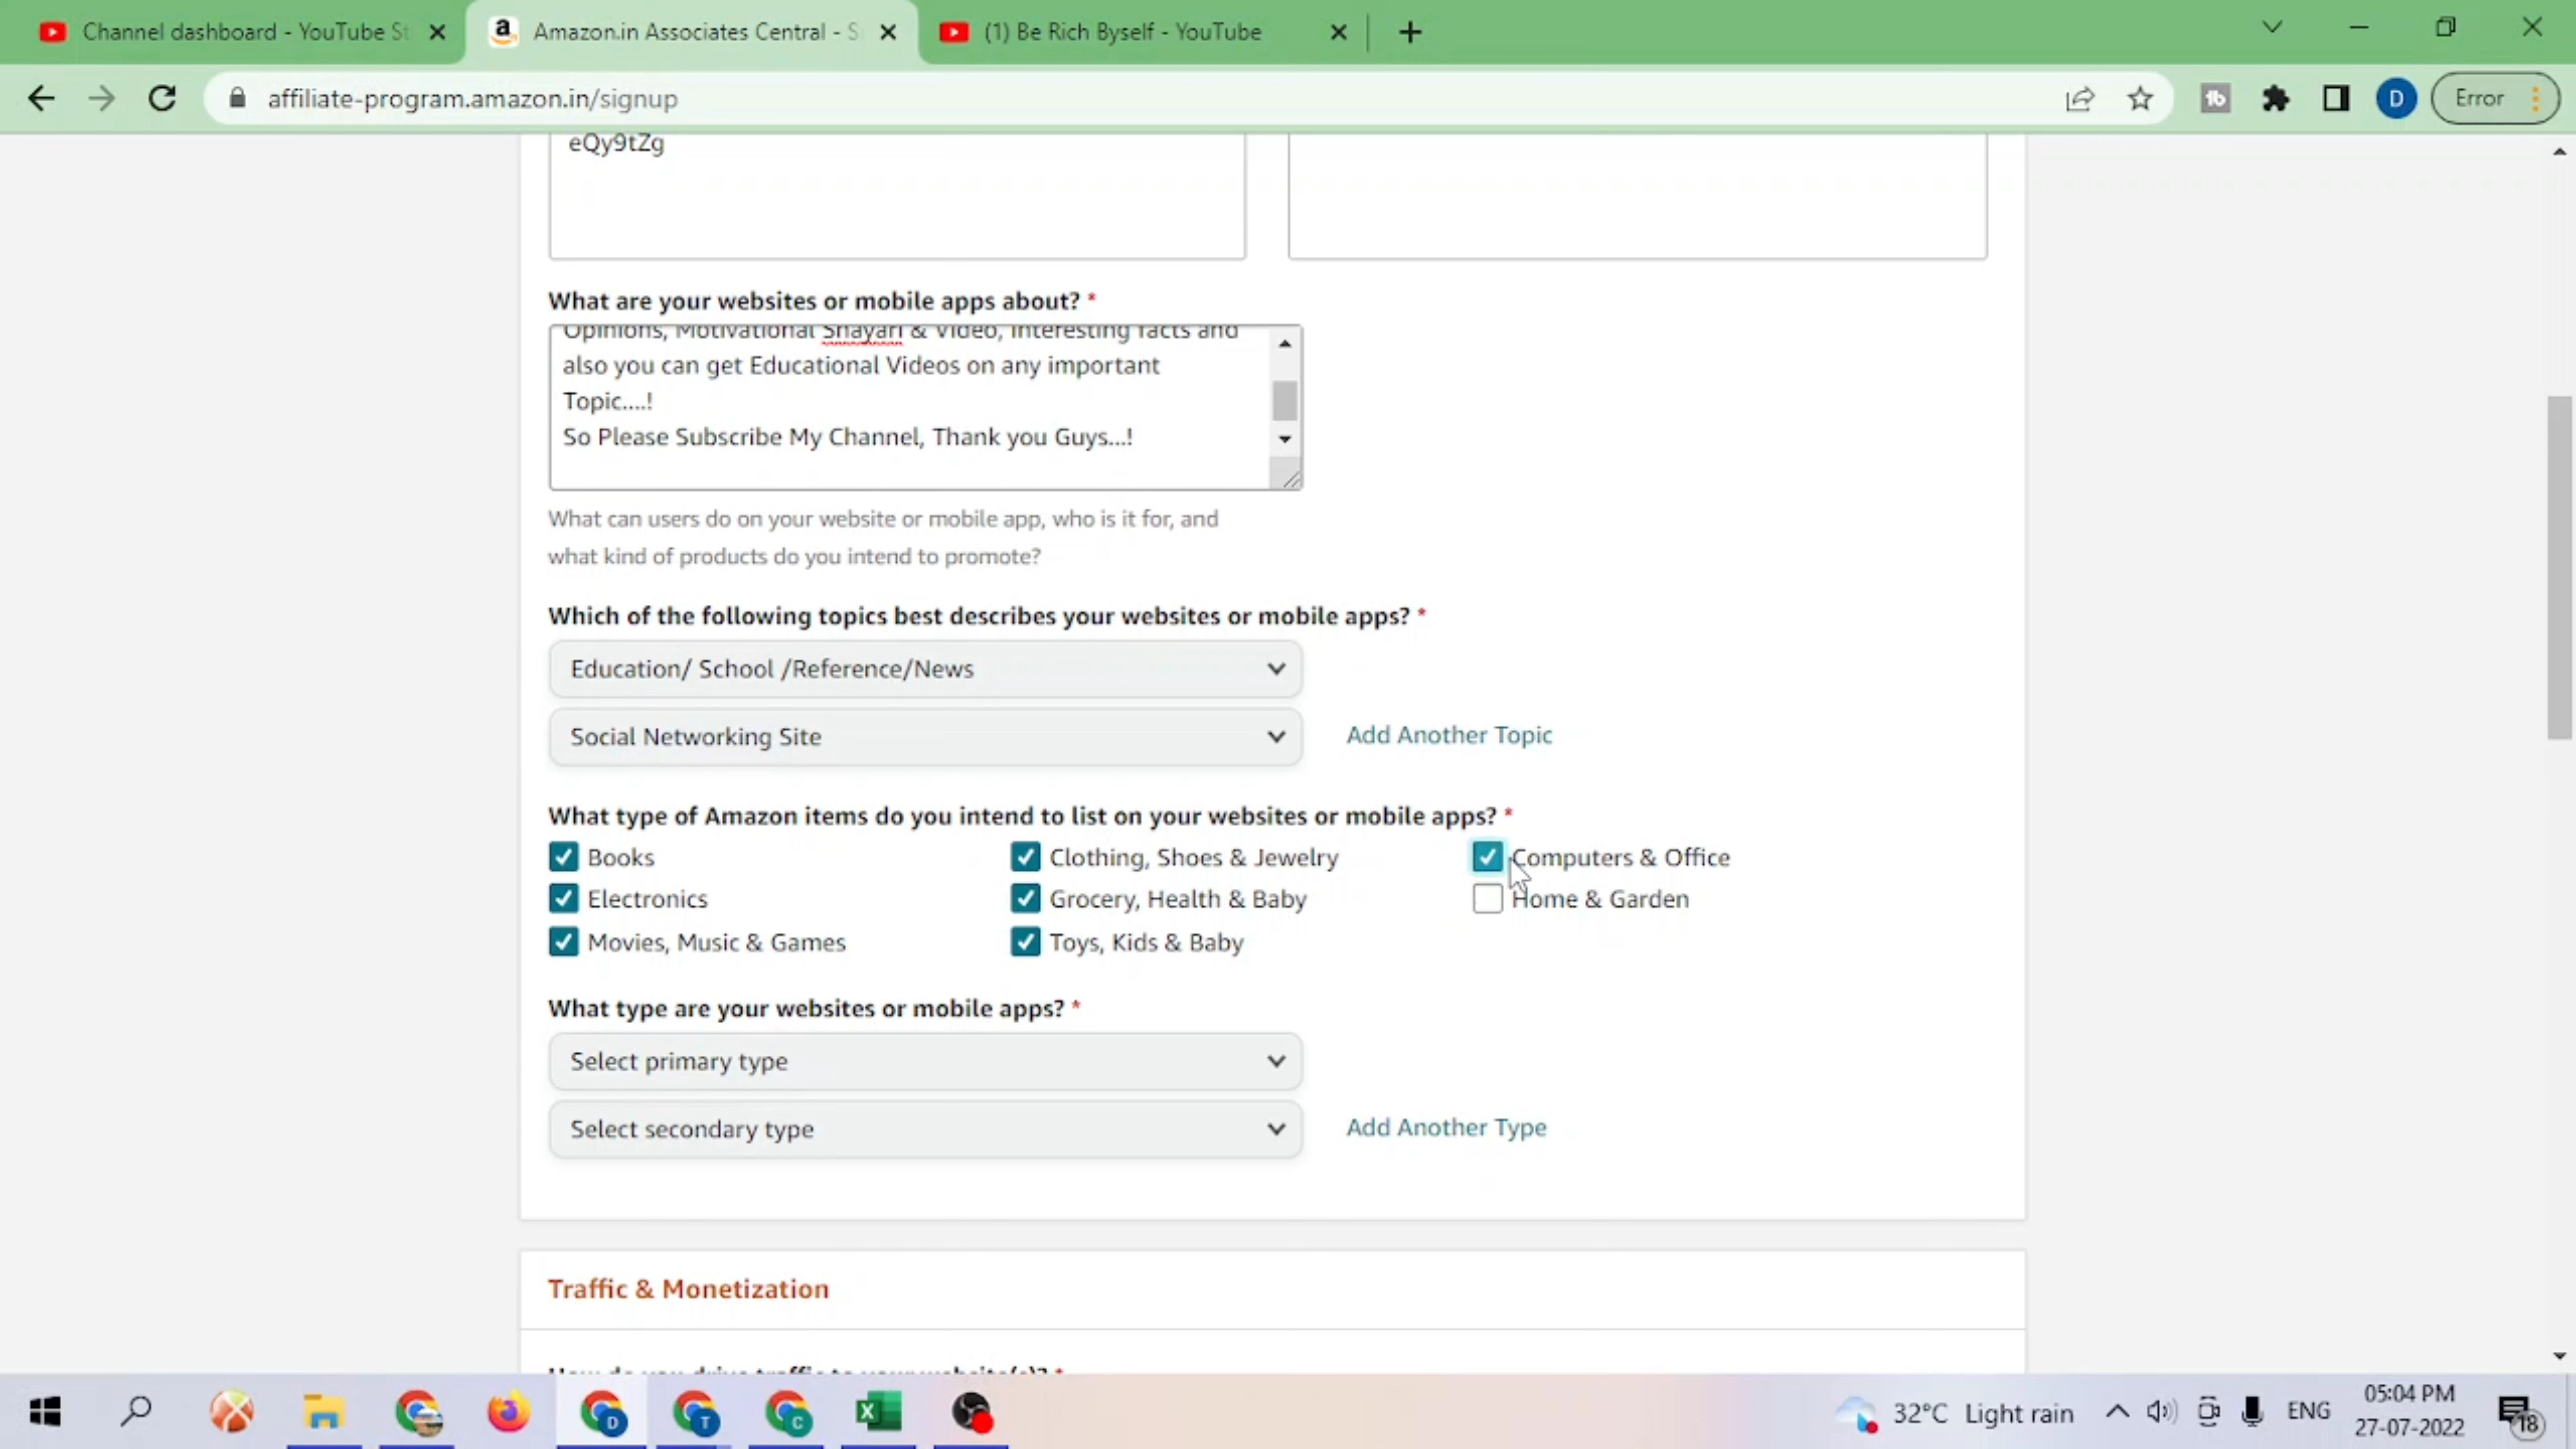 Channel dashboard - YouTube St
Amazon.in Associates Central - S
(1) Be Rich Byself - YouTube
affiliate-program.amazon.in/signup
D
Error
eQy9tZg
What are your websites or mobile apps about? *
Opinions, Motivational Shayari & Video, interesting facts and
also you can get Educational Videos on any important
Topic....!
So Please Subscribe My Channel, Thank you Guys...!
What can users do on your website or mobile app, who is it for, and
what kind of products do you intend to promote?
Which of the following topics best describes your websites or mobile apps? *
Education/ School /Reference/News
Social Networking Site
Add Another Topic
What type of Amazon items do you intend to list on your websites or mobile apps? *
Books
Clothing, Shoes & Jewelry
Computers & Office
Electronics
Grocery, Health & Baby
Home & Garden
Movies, Music & Games
Toys, Kids & Baby
What type are your websites or mobile apps? *
Select primary type
Select secondary type
Add Another Type
Traffic & Monetization
How do you drive traffic to your website(s)? *
D
T
C
32°C Light rain
ENG
05:04 PM
27-07-2022
18